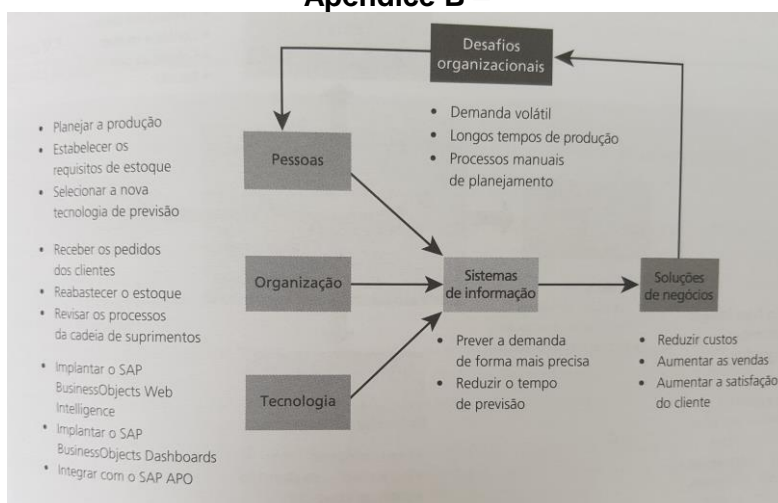 Apêndice B
Desafios
organizacionais
• Demanda volátil
• Longos tempos de produção
• Processos manuais
de planejamento
• Planejar a produção
• Estabelecer os
requisitos de estoque
• Selecionar a nova
tecnologia de previsão
Pessoas
• Receber os pedidos
dos clientes
• Reabastecer o estoque
• Revisar os processos
da cadeia de suprimentos
Organização
Sistemas
de informação
• Prever a demanda
de forma mais precisa
• Reduzir o tempo
de previsão
Soluções
de negócios
• Reduzir custos
• Aumentar as vendas
• Aumentar a satisfação
do cliente
• Implantar o SAP
BusinessObjects Web
Intelligence
• Implantar o SAP
BusinessObjects Dashboards
• Integrar com o SAP APO
Tecnologia